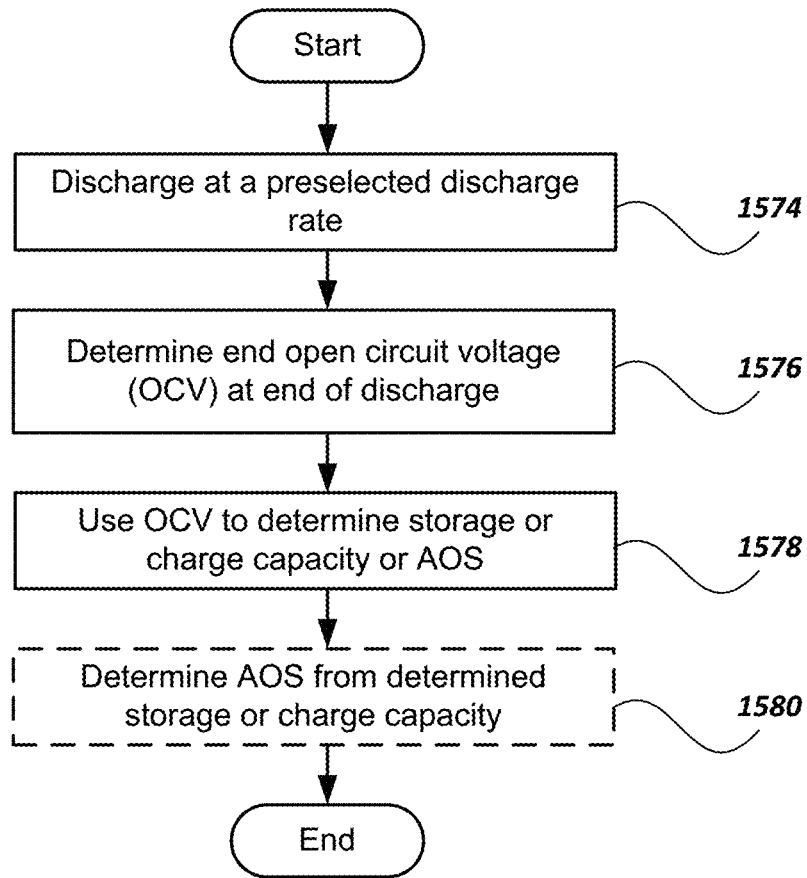 Start
Discharge at a preselected discharge
rate
1574
Determine end open circuit voltage
(OCV) at end of discharge
1576
Use OCV to determine storage or
charge capacity or AOS
1578
Determine AOS from determined
storage or charge capacity
1580
End